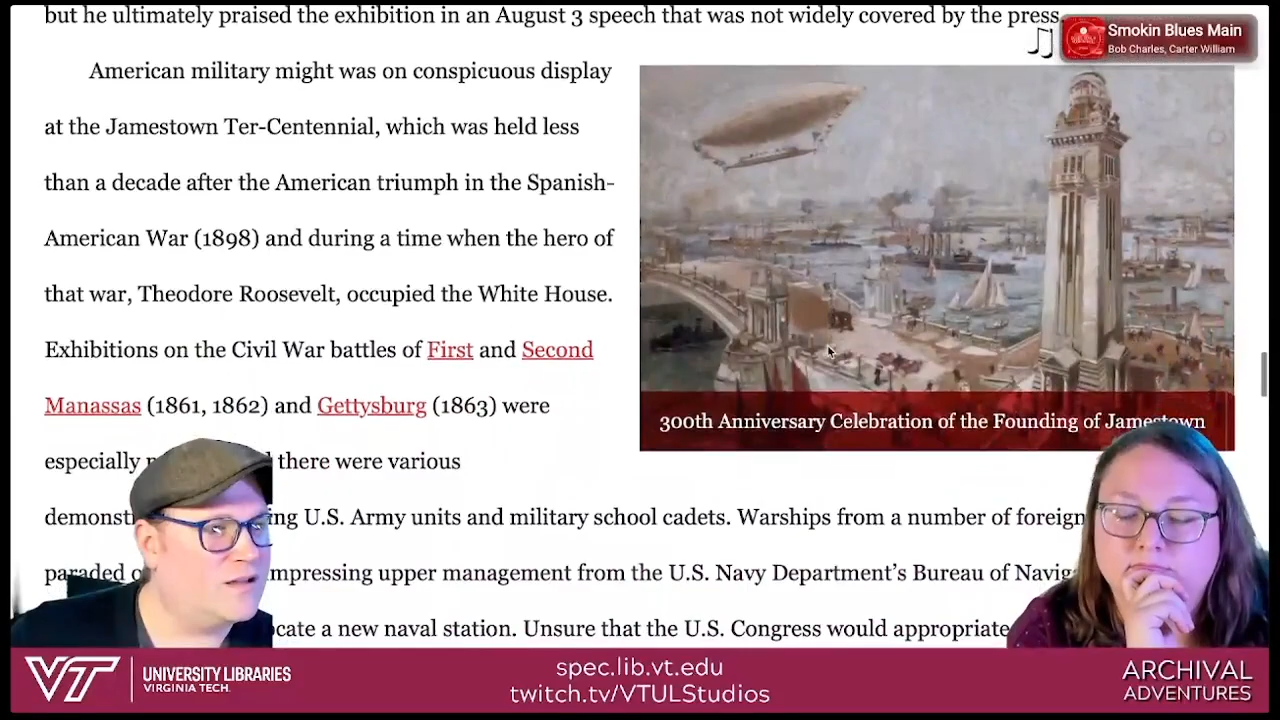 but he ultimately praised the exhibition in an August 3 speech that was not widely covered by the press.
Smokin Blues Main
Bob Charles, Carter William
American military might was on conspicuous display
at the Jamestown Ter-Centennial, which was held less
than a decade after the American triumph in the Spanish-
American War (1898) and during a time when the hero of
that war, Theodore Roosevelt, occupied the White House.
Exhibitions on the Civil War battles of First and Second
Manassas (1861, 1862) and Gettysburg (1863) were
300th Anniversary Celebration of the Founding of Jamestown
especially there were various
ing U.S. Army units and military school cadets. Warships from a number of foreign
paraded mpressing upper management from the U.S. Navy Department's Bureau of
a new naval station. Unsure that the U.S. Congress would appropriate
VT UNIVERSITY LIBRARIES
VIRGINIA TECH.
spec.lib.vt.edu
twitch.tv/VTULStudios
ARCHIVAL
ADVENTURES